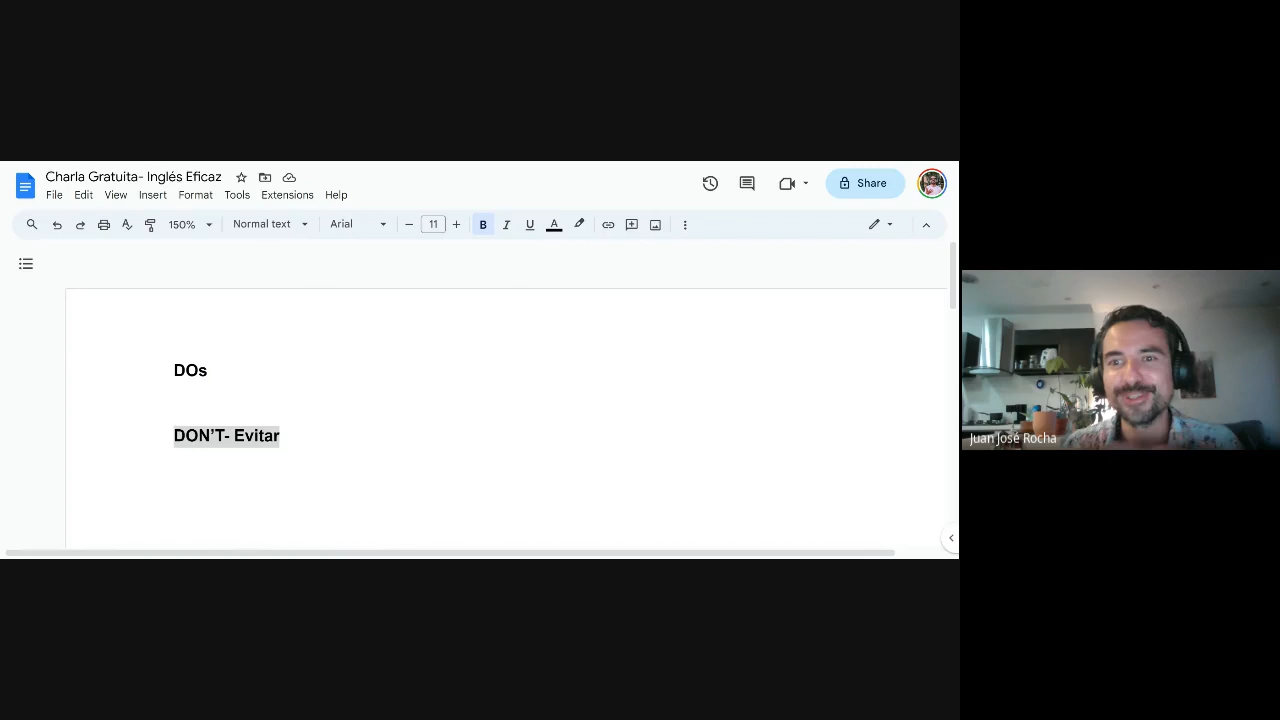 Charla Gratuita- Inglés Eficaz
File Edit View Insert Format Tools Extensions Help
Share
150% Normal text Arial 11 B I U A
DOs
DON’T- Evitar
Juan José Rocha